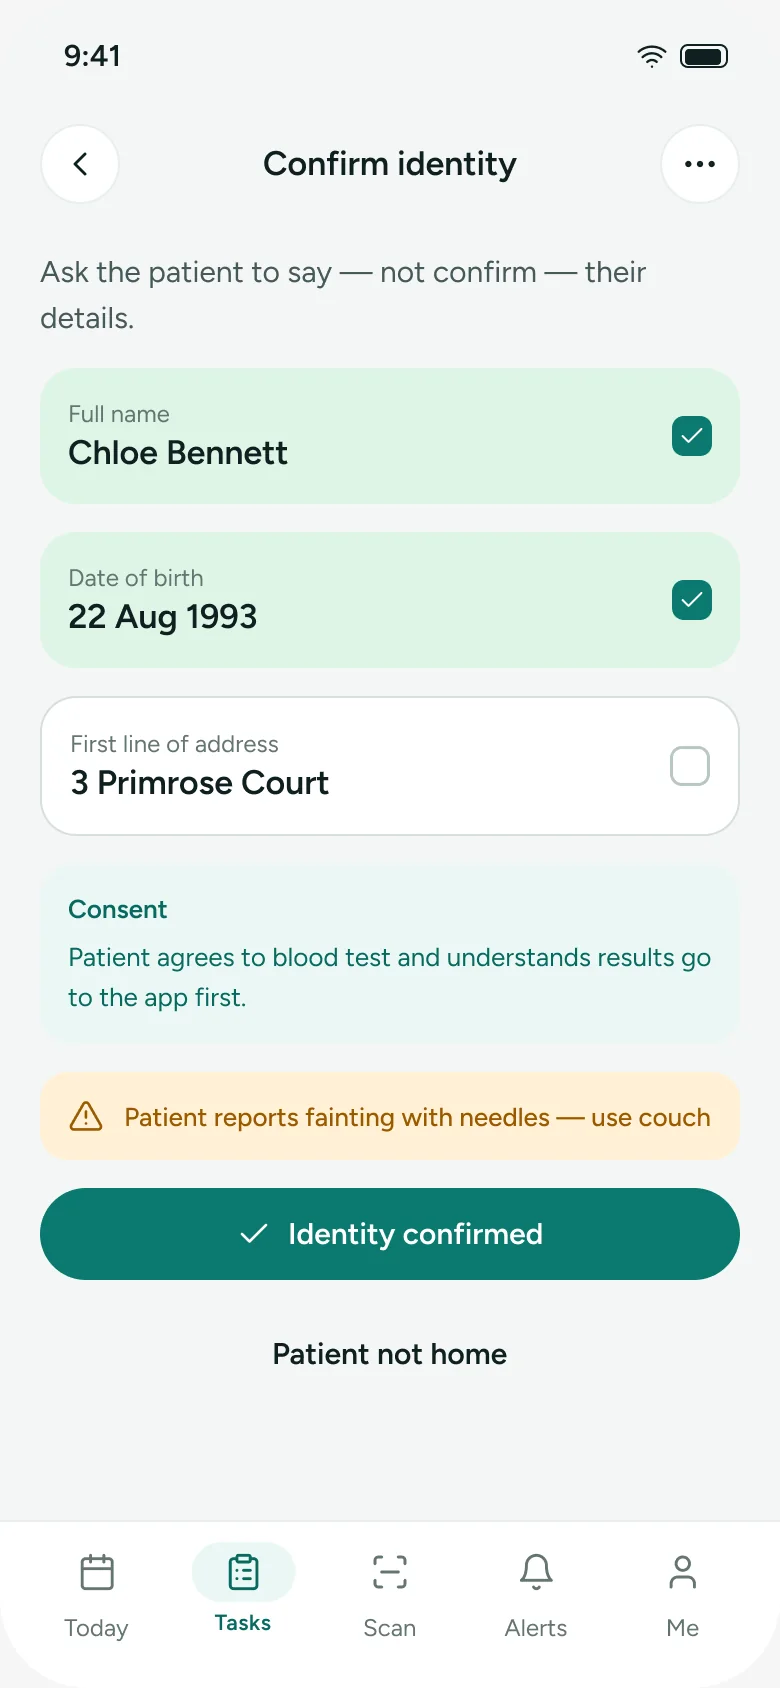 9:41
Confirm identity
Ask the patient to say — not confirm — their
details.
Full name
Chloe Bennett
Date of birth
22 Aug 1993
First line of address
3 Primrose Court
Consent
Patient agrees to blood test and understands results go
to the app first.
Patient reports fainting with needles — use couch
Identity confirmed
Patient not home
Today
Tasks
Scan
Alerts
Me